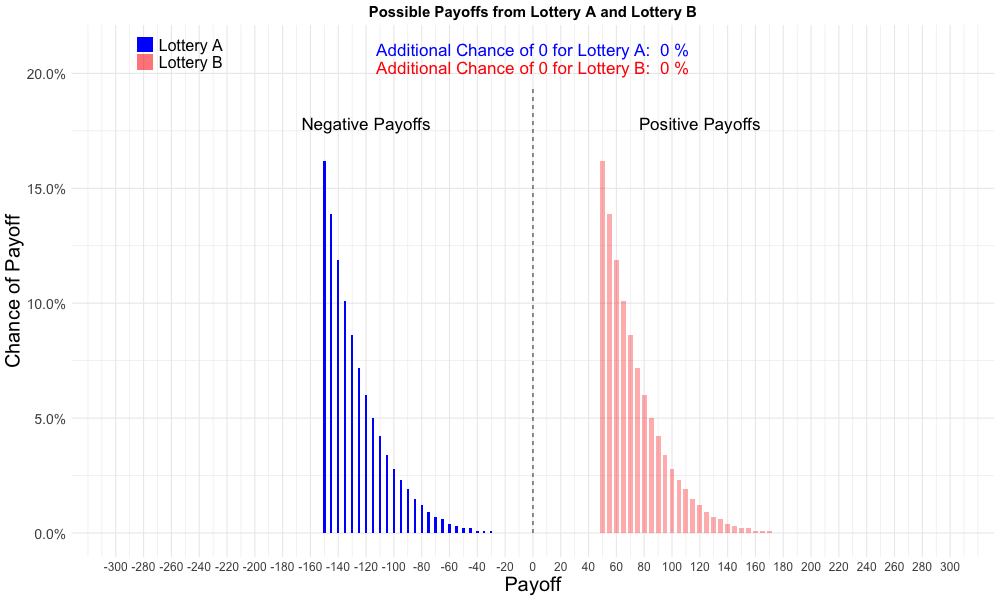 Possible Payoffs from Lottery A and Lottery B
Lottery A
Lottery B
Additional Chance of 0 for Lottery A:  0 %
Additional Chance of 0 for Lottery B:  0 %
Negative Payoffs
Positive Payoffs
Chance of Payoff
20.0%
15.0%
10.0%
5.0%
0.0%
-300 -280 -260 -240 -220 -200 -180 -160 -140 -120 -100 -80 -60 -40 -20 0 20 40 60 80 100 120 140 160 180 200 220 240 260 280 300
Payoff